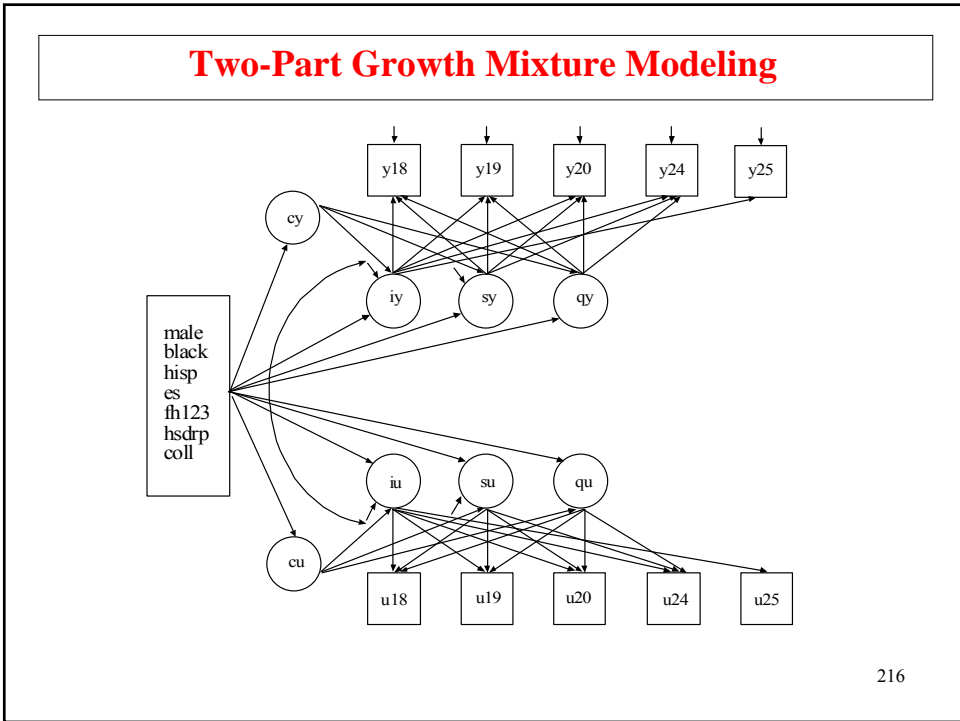 Two-Part Growth Mixture Modeling
y18 y19 y20 y24 y25
cy
iy sy qy
male
black
hisp
es
fh123
hsdrp
coll
iu su qu
cu
u18 u19 u20 u24 u25
216